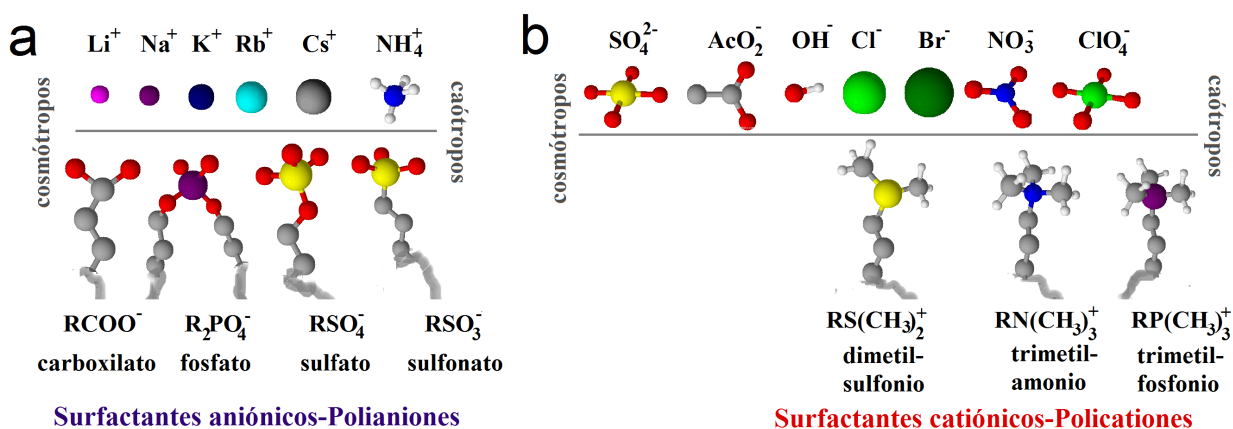 a
Li⁺ Na⁺ K⁺ Rb⁺ Cs⁺ NH₄⁺
cosmótropos
caótropos
RCOO⁻ R₂PO₄⁻ RSO₄⁻ RSO₃⁻
carboxilato fosfato sulfato sulfonato
Surfactantes aniónicos-Polianiones
b
SO₄²⁻ AcO₂⁻ OH⁻ Cl⁻ Br⁻ NO₃⁻ ClO₄⁻
cosmótropos
caótropos
RS(CH₃)₂⁺ RN(CH₃)₃⁺ RP(CH₃)₃⁺
dimetil- trimetil- trimetil-
sulfonio amonio fosfonio
Surfactantes catiónicos-Policationes